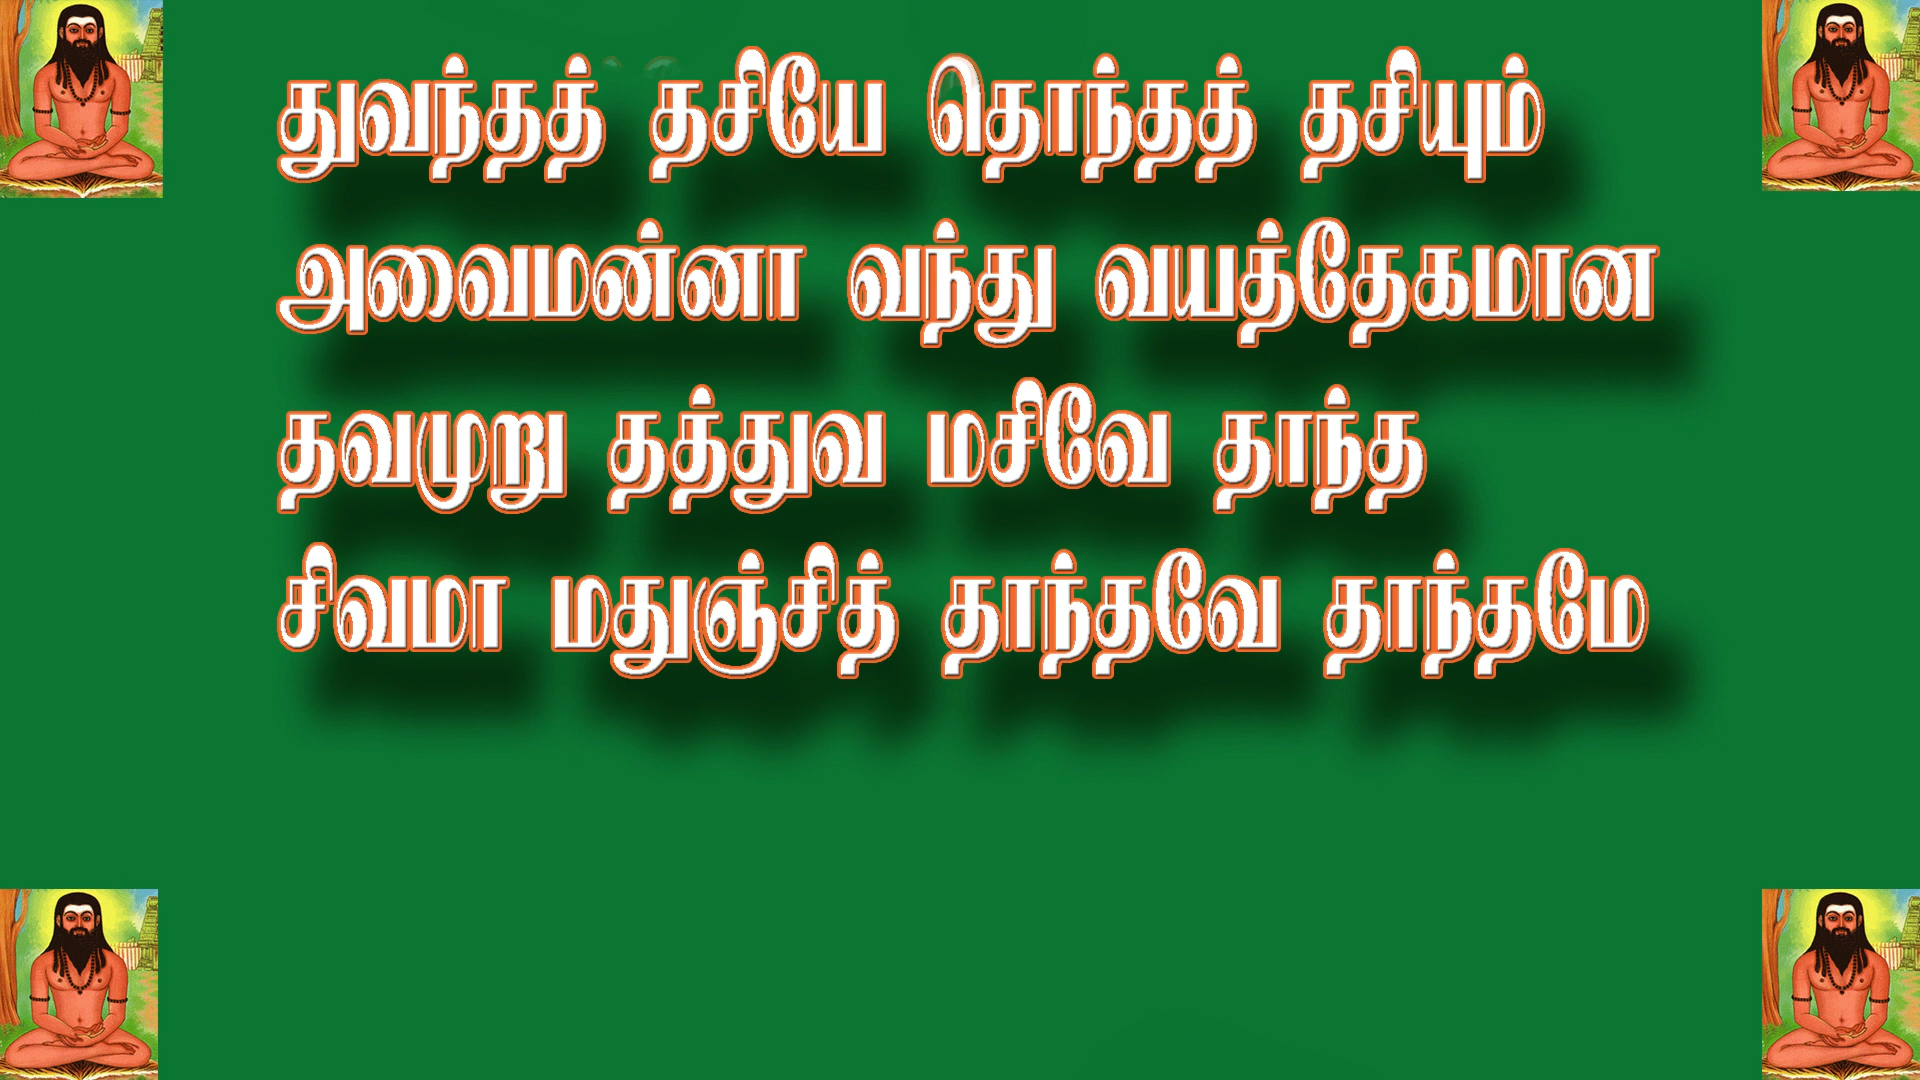 துவந்தத் தசியே தொந்தத் தசியும்
அவைமன்னா வந்து வயத்தேகமான
தவமுறு தத்துவ மசிவே தாந்த
சிவமா மதுஞ்சித் தாந்தவே தாந்தமே